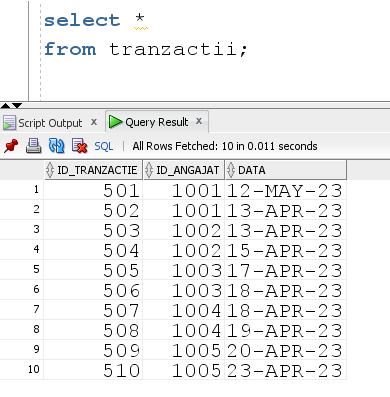 select *
from tranzactii;
Script Output x Query Result x
SQL | All Rows Fetched: 10 in 0.011 seconds
ID_TRANZACTIE ID_ANGAJAT DATA
1 501 1001 12-MAY-23
2 502 1001 13-APR-23
3 503 1002 13-APR-23
4 504 1002 15-APR-23
5 505 1003 17-APR-23
6 506 1003 18-APR-23
7 507 1004 18-APR-23
8 508 1004 19-APR-23
9 509 1005 20-APR-23
10 510 1005 23-APR-23